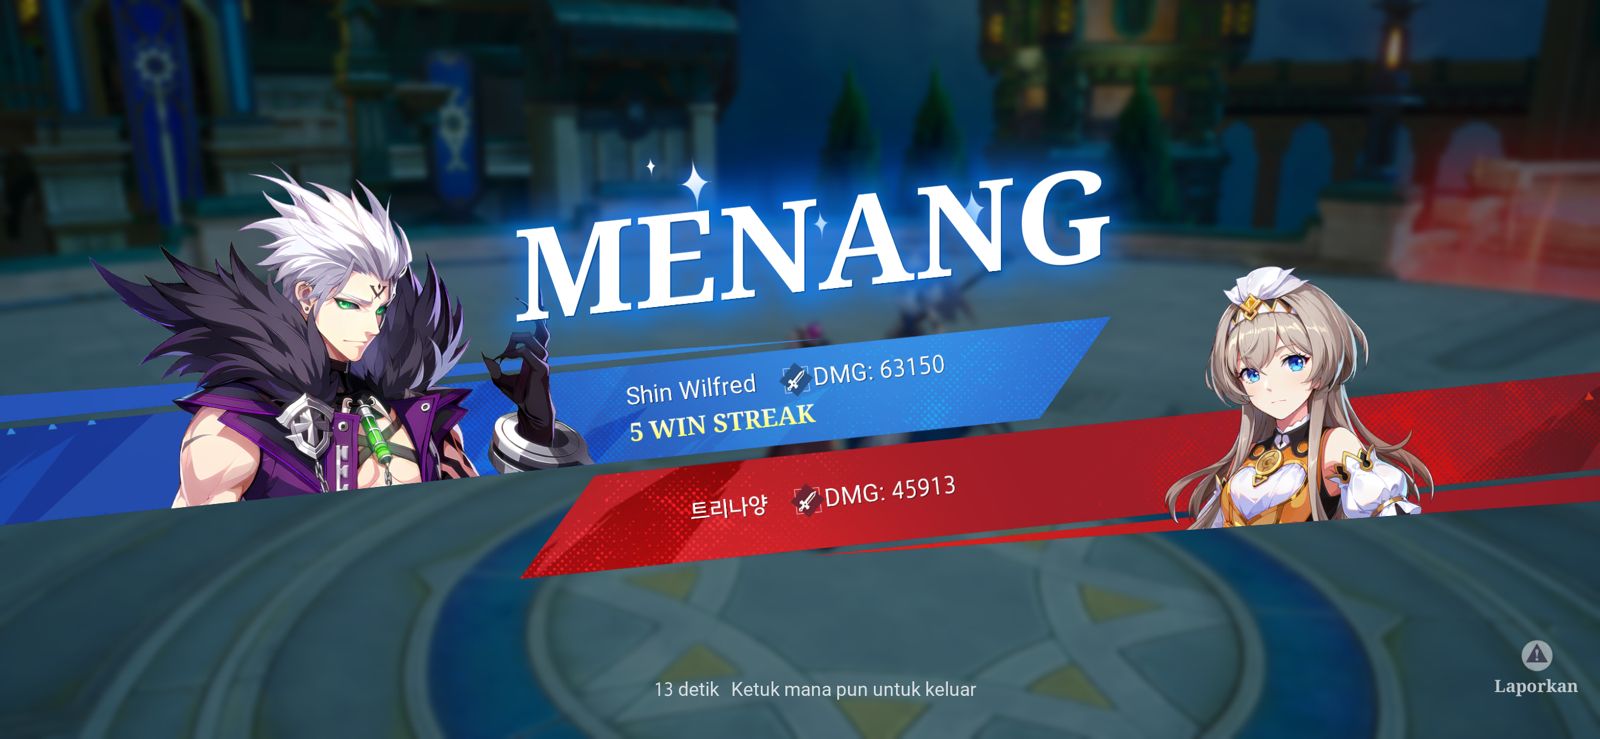 MENANG
Shin Wilfred DMG: 63150
5 WIN STREAK
트리나양 DMG: 45913
13 detik Ketuk mana pun untuk keluar
Laporkan